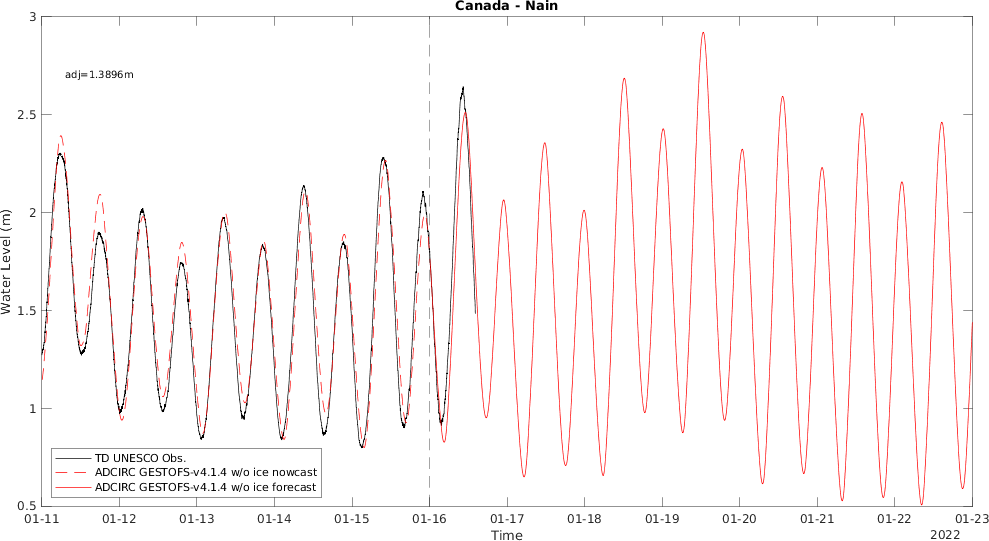 Canada - Nain
3
2.5
2
1.5
1
0.5
Water Level (m)
adj=1.3896m
TD UNESCO Obs.
ADCIRC GESTOFS-v4.1.4 w/o ice nowcast
ADCIRC GESTOFS-v4.1.4 w/o ice forecast
01-11 01-12 01-13 01-14 01-15 01-16 01-17 01-18 01-19 01-20 01-21 01-22 01-23
Time
2022